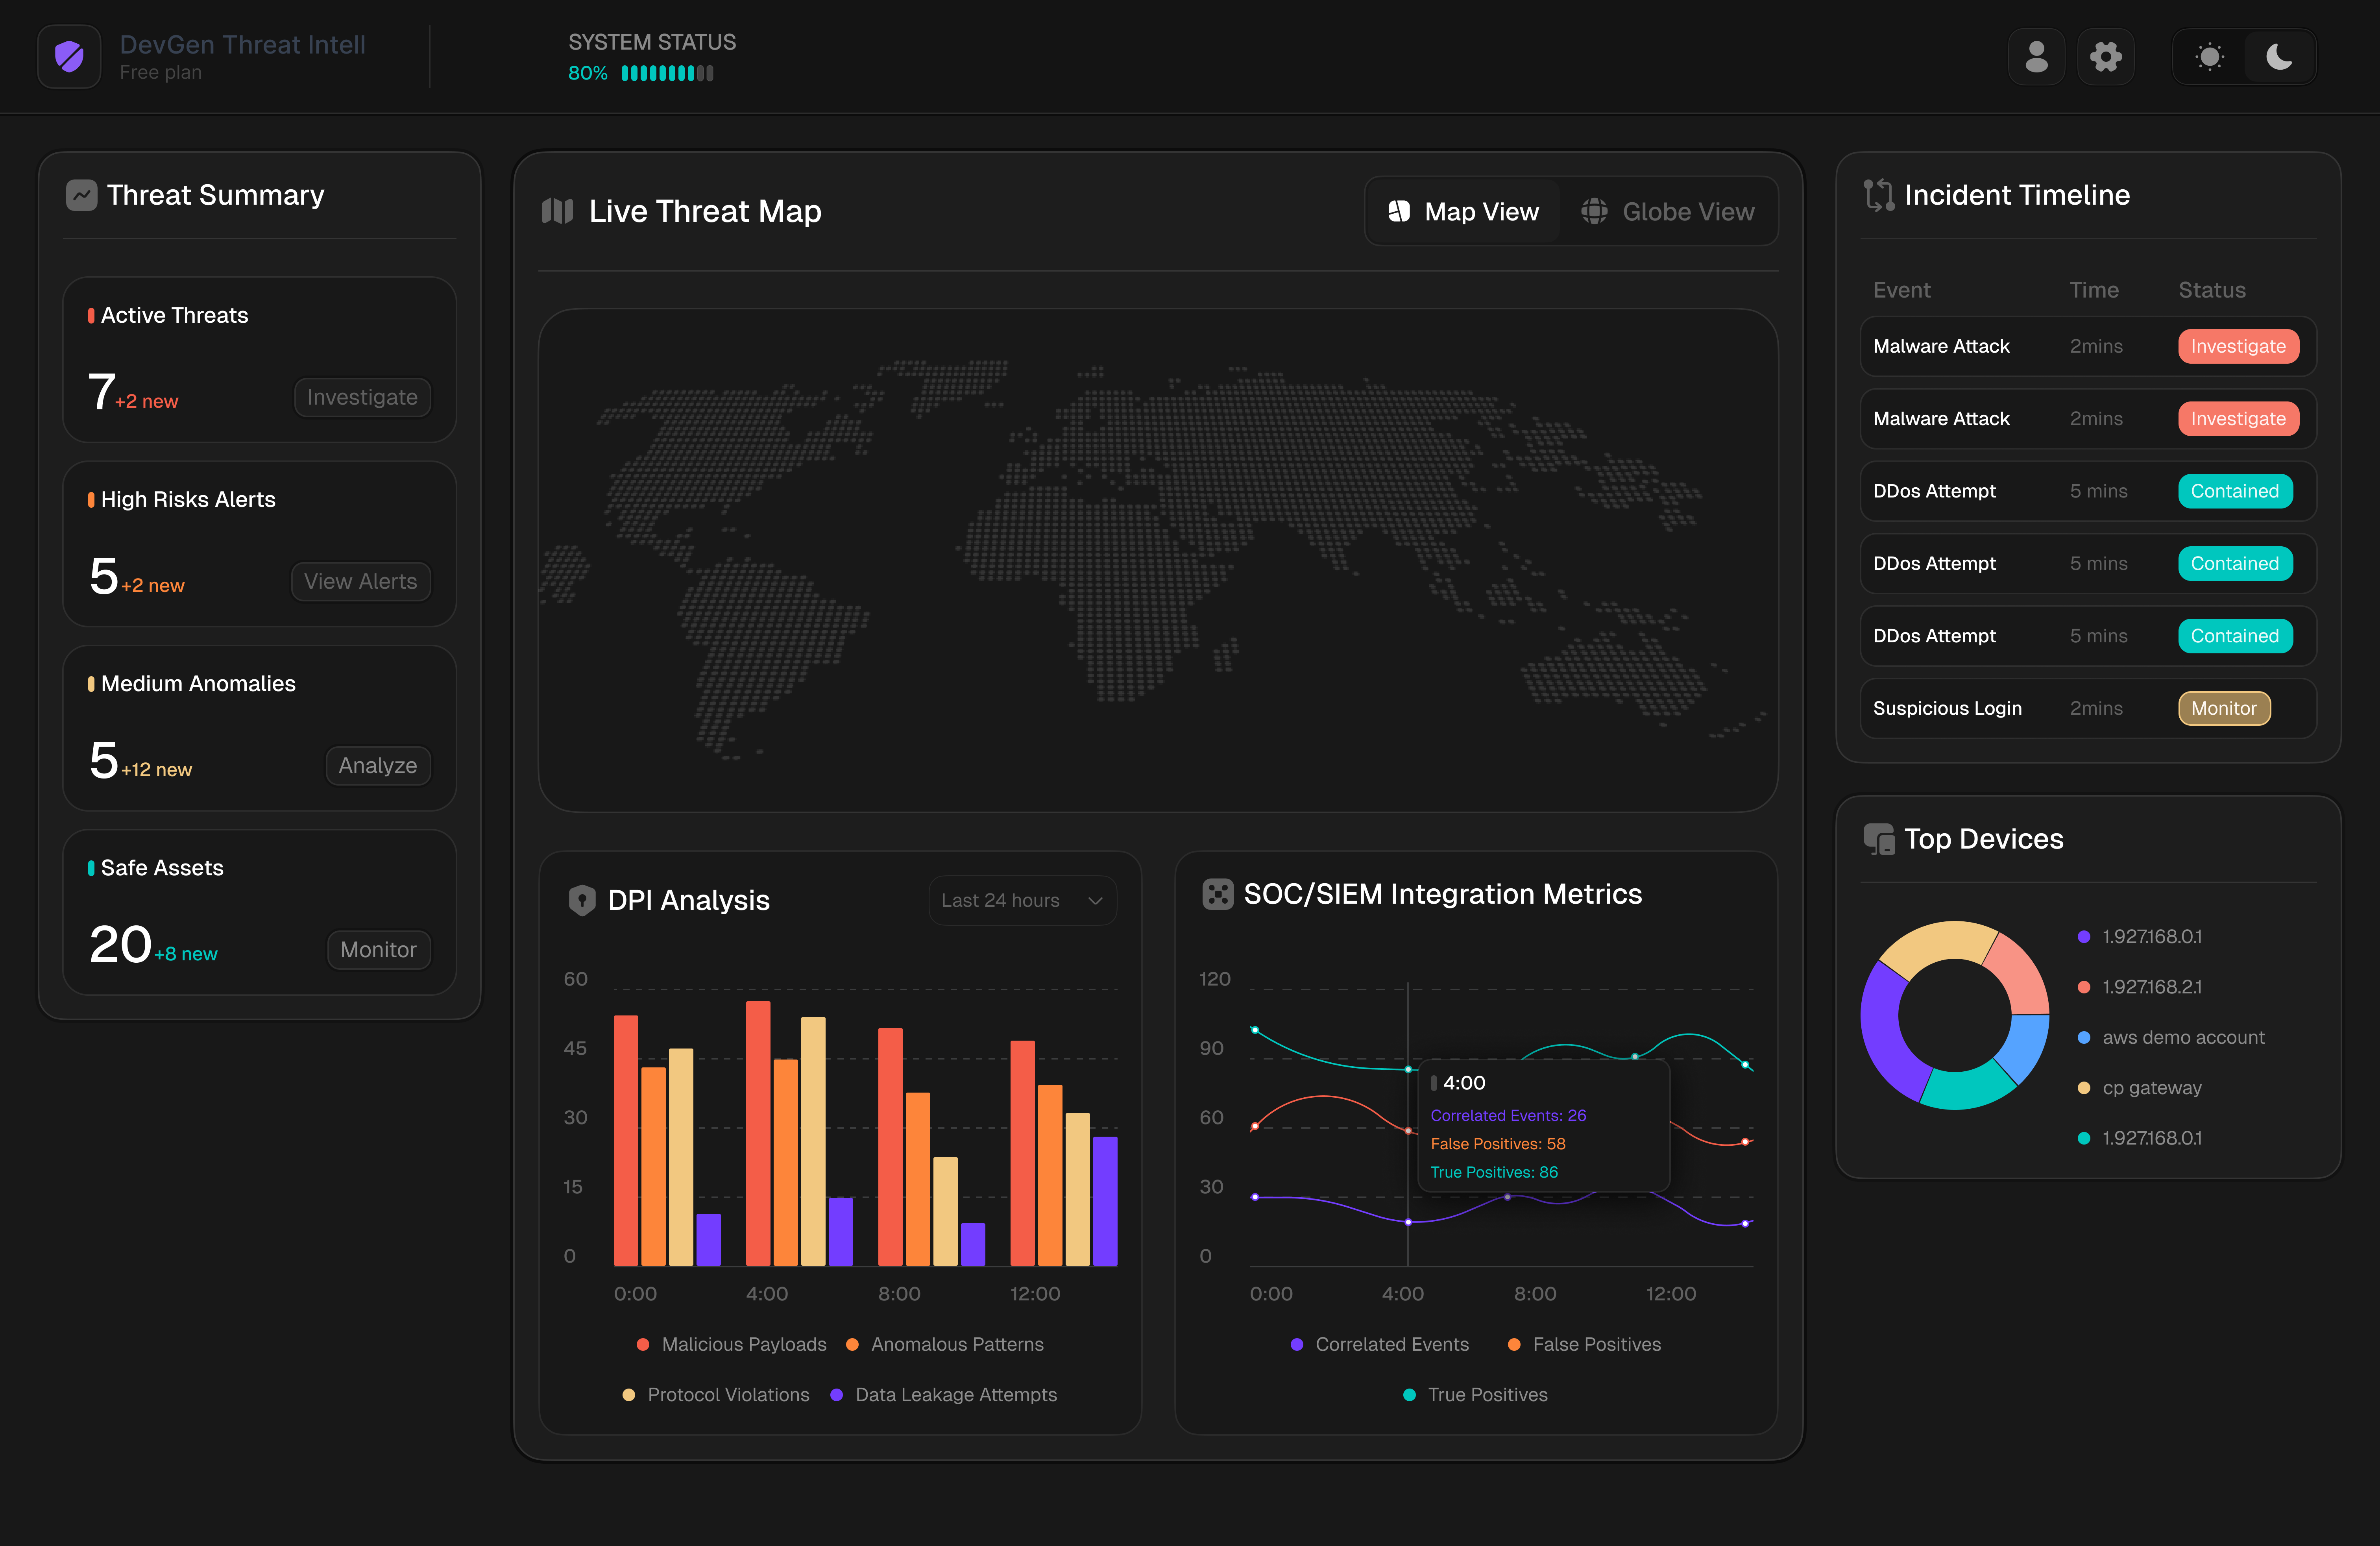 DevGen Threat Intell
Free plan
SYSTEM STATUS
80%
Threat Summary
Active Threats
7 +2 new
Investigate
High Risks Alerts
5 +2 new
View Alerts
Medium Anomalies
5 +12 new
Analyze
Safe Assets
20 +8 new
Monitor
Live Threat Map
Map View
Globe View
DPI Analysis
Last 24 hours
60
45
30
15
0
0:00 4:00 8:00 12:00
Malicious Payloads Anomalous Patterns
Protocol Violations Data Leakage Attempts
SOC/SIEM Integration Metrics
120
90
60
30
0
4:00
Correlated Events: 26
False Positives: 58
True Positives: 86
0:00 4:00 8:00 12:00
Correlated Events False Positives
True Positives
Incident Timeline
Event Time Status
Malware Attack 2mins Investigate
Malware Attack 2mins Investigate
DDos Attempt 5 mins Contained
DDos Attempt 5 mins Contained
DDos Attempt 5 mins Contained
Suspicious Login 2mins Monitor
Top Devices
1.927.168.0.1
1.927.168.2.1
aws demo account
cp gateway
1.927.168.0.1